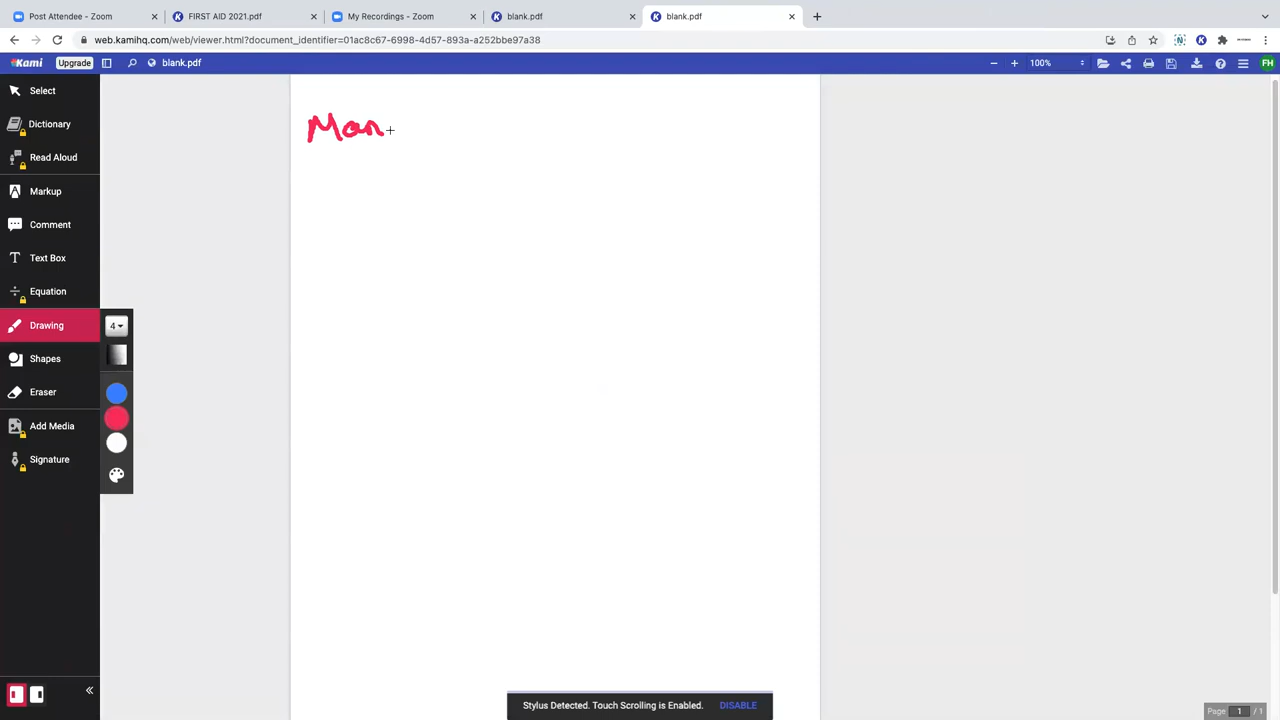 Post Attendee - Zoom FIRST AID 2021.pdf My Recordings - Zoom blank.pdf blank.pdf
web.kamihq.com/web/viewer.html?document_identifier=01ac8c67-6998-4d57-893a-a252bbe97a38
Kami Upgrade blank.pdf 100% FH
Select
Dictionary
Read Aloud
Markup
Comment
Text Box
Equation
Drawing
4
Shapes
Eraser
Add Media
Signature
Man
Stylus Detected. Touch Scrolling is Enabled. DISABLE
Page 1 / 1